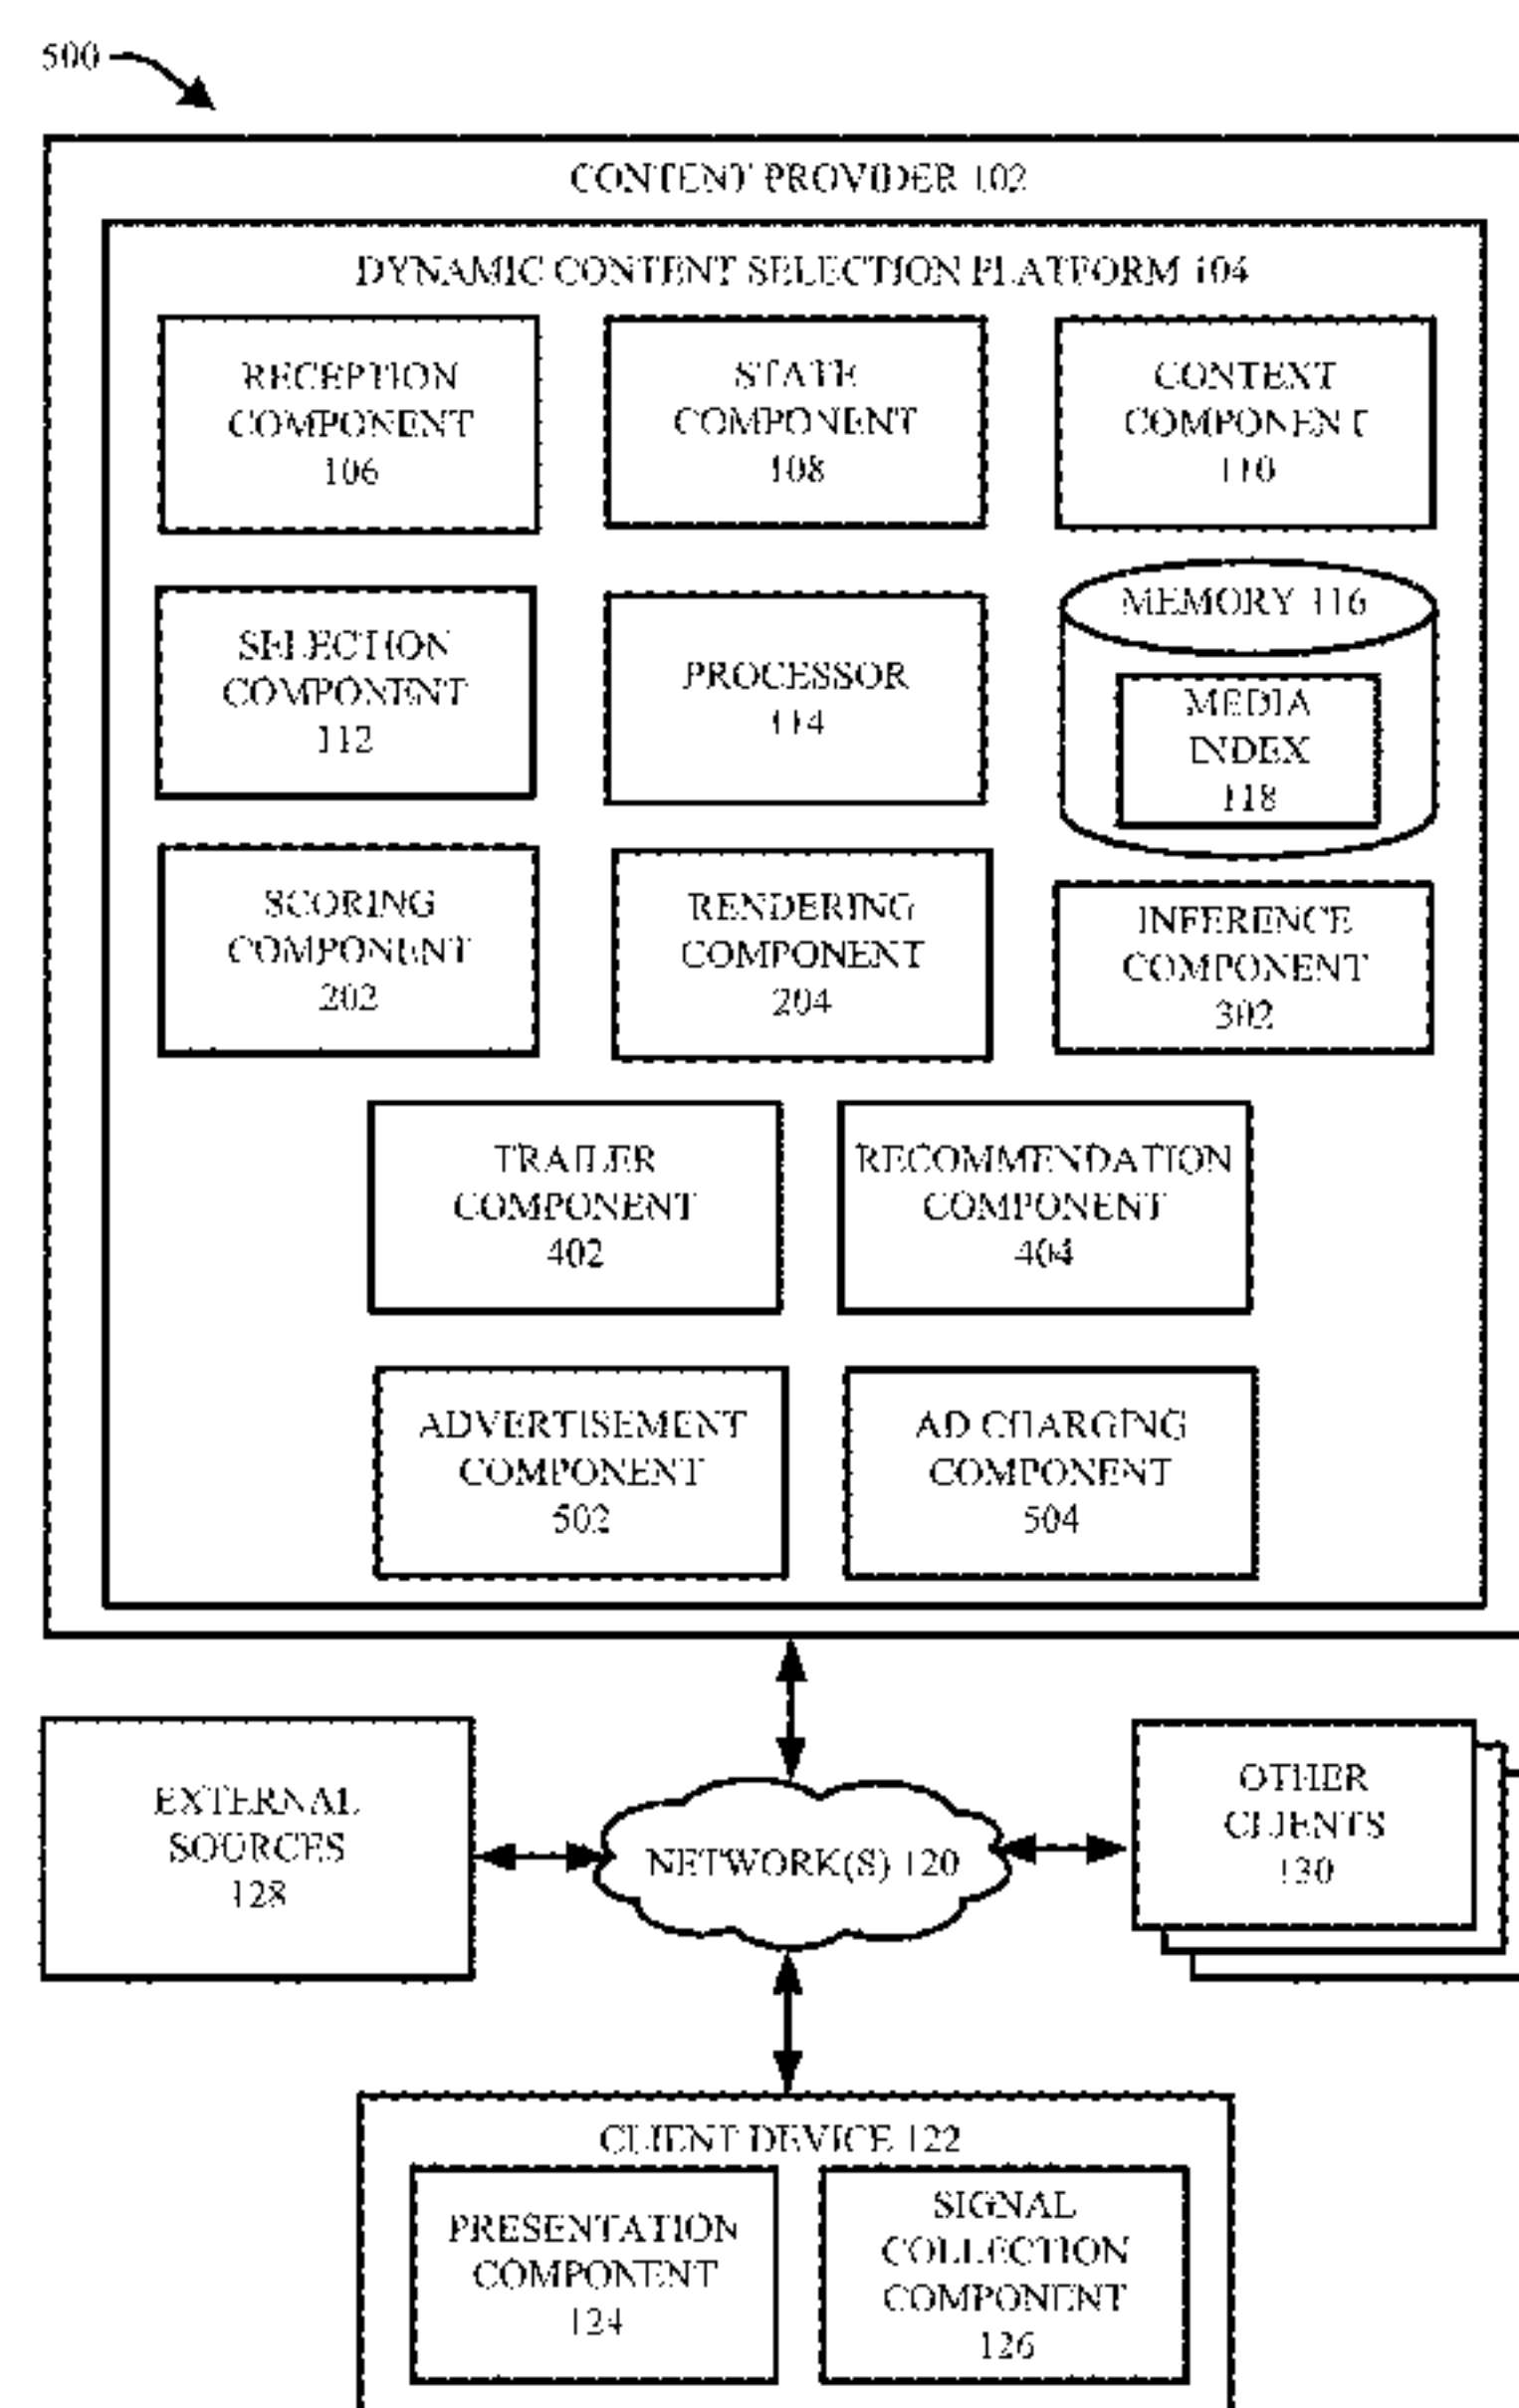 500
CONTENT PROVIDER 102
DYNAMIC CONTENT SELECTION PLATFORM 104
RECEPTION
COMPONENT
106
STATE
COMPONENT
108
CONTEXT
COMPONENT
110
SELECTION
COMPONENT
112
PROCESSOR
114
MEMORY 116
MEDIA
INDEX
118
SCORING
COMPONENT
202
RENDERING
COMPONENT
204
INFERENCE
COMPONENT
302
TRAILER
COMPONENT
402
RECOMMENDATION
COMPONENT
404
ADVERTISEMENT
COMPONENT
502
AD CHARGING
COMPONENT
504
EXTERNAL
SOURCES
128
NETWORK(S) 120
OTHER
CLIENTS
130
CLIENT DEVICE 122
PRESENTATION
COMPONENT
124
SIGNAL
COLLECTION
COMPONENT
126